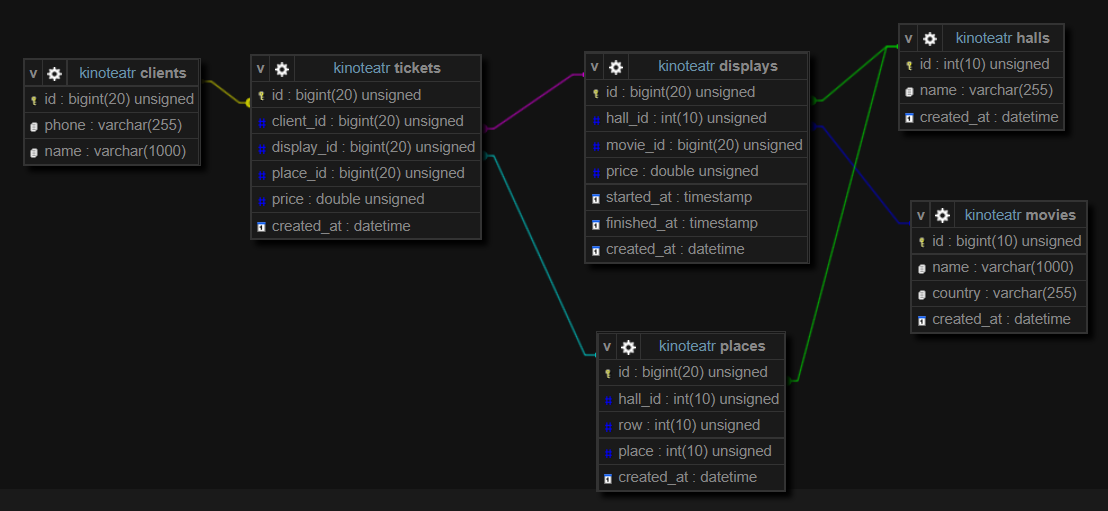 v kinoteatr clients
id : bigint(20) unsigned
phone : varchar(255)
name : varchar(1000)
v kinoteatr tickets
id : bigint(20) unsigned
client_id : bigint(20) unsigned
display_id : bigint(20) unsigned
place_id : bigint(20) unsigned
price : double unsigned
created_at : datetime
v kinoteatr displays
id : bigint(20) unsigned
hall_id : int(10) unsigned
movie_id : bigint(20) unsigned
price : double unsigned
started_at : timestamp
finished_at : timestamp
created_at : datetime
v kinoteatr halls
id : int(10) unsigned
name : varchar(255)
created_at : datetime
v kinoteatr movies
id : bigint(10) unsigned
name : varchar(1000)
country : varchar(255)
created_at : datetime
v kinoteatr places
id : bigint(20) unsigned
hall_id : int(10) unsigned
row : int(10) unsigned
place : int(10) unsigned
created_at : datetime